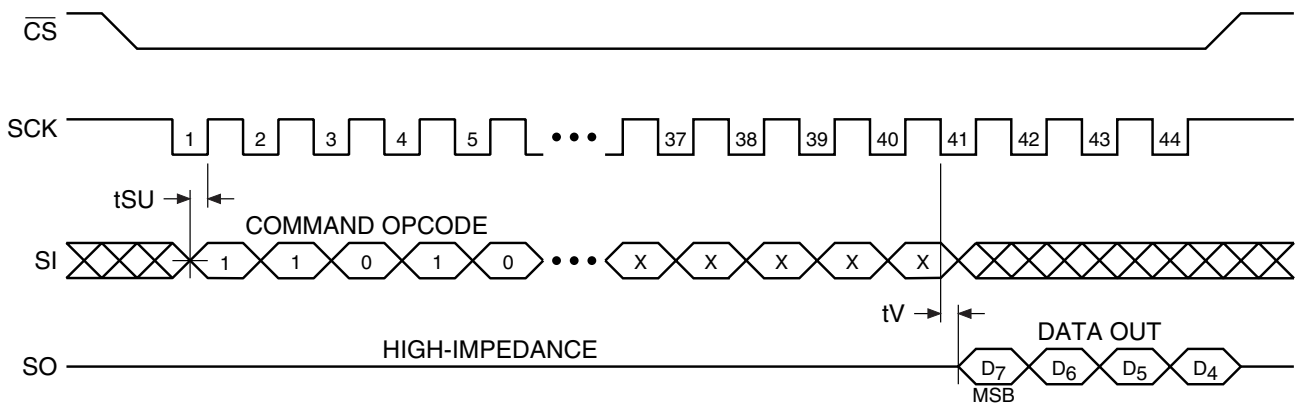 CS
SCK 1 2 3 4 5 ••• 37 38 39 40 41 42 43 44
tSU
COMMAND OPCODE
SI 1 1 0 1 0 ••• X X X X X
tV
DATA OUT
HIGH-IMPEDANCE
SO D7 D6 D5 D4
MSB